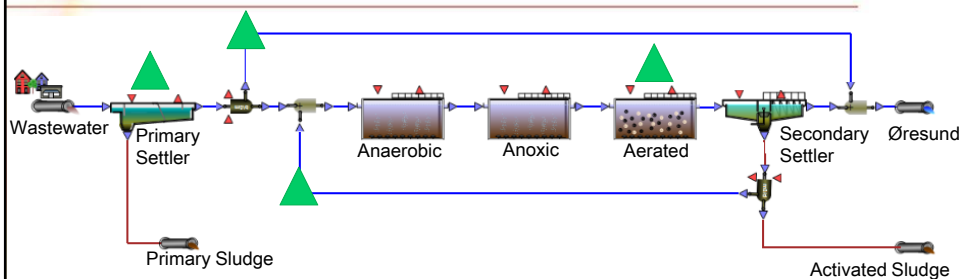 Wastewater
Primary
Settler
Anaerobic
Anoxic
Aerated
Secondary
Settler
Øresund
Primary Sludge
Activated Sludge